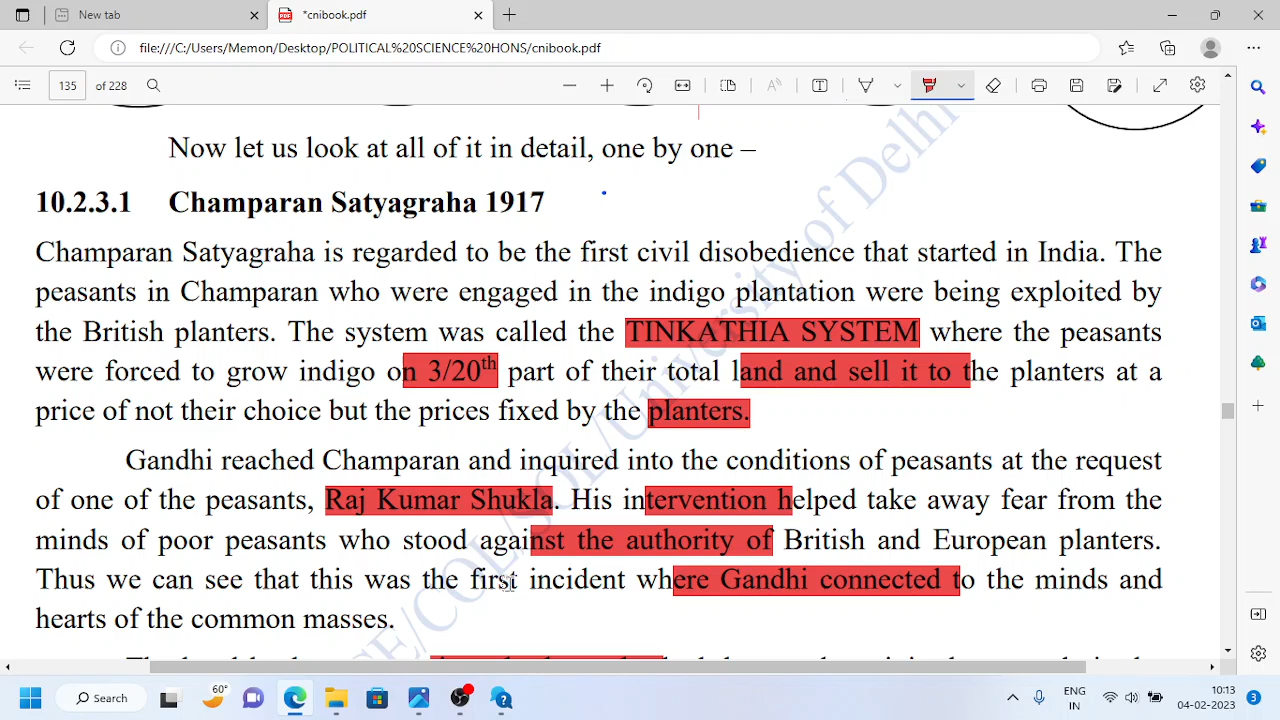 New tab
*cnibook.pdf
file:///C:/Users/Memon/Desktop/POLITICAL%20SCIENCE%20HONS/cnibook.pdf
135 of 228
Now let us look at all of it in detail, one by one –
10.2.3.1 Champaran Satyagraha 1917
Champaran Satyagraha is regarded to be the first civil disobedience that started in India. The
peasants in Champaran who were engaged in the indigo plantation were being exploited by
the British planters. The system was called the TINKATHIA SYSTEM where the peasants
were forced to grow indigo on 3/20th part of their total land and sell it to the planters at a
price of not their choice but the prices fixed by the planters.
Gandhi reached Champaran and inquired into the conditions of peasants at the request
of one of the peasants, Raj Kumar Shukla. His intervention helped take away fear from the
minds of poor peasants who stood against the authority of British and European planters.
Thus we can see that this was the first incident where Gandhi connected to the minds and
hearts of the common masses.
/COL/SOL/University of Delhi
60°
Search
ENG
IN
10:13
04-02-2023
3